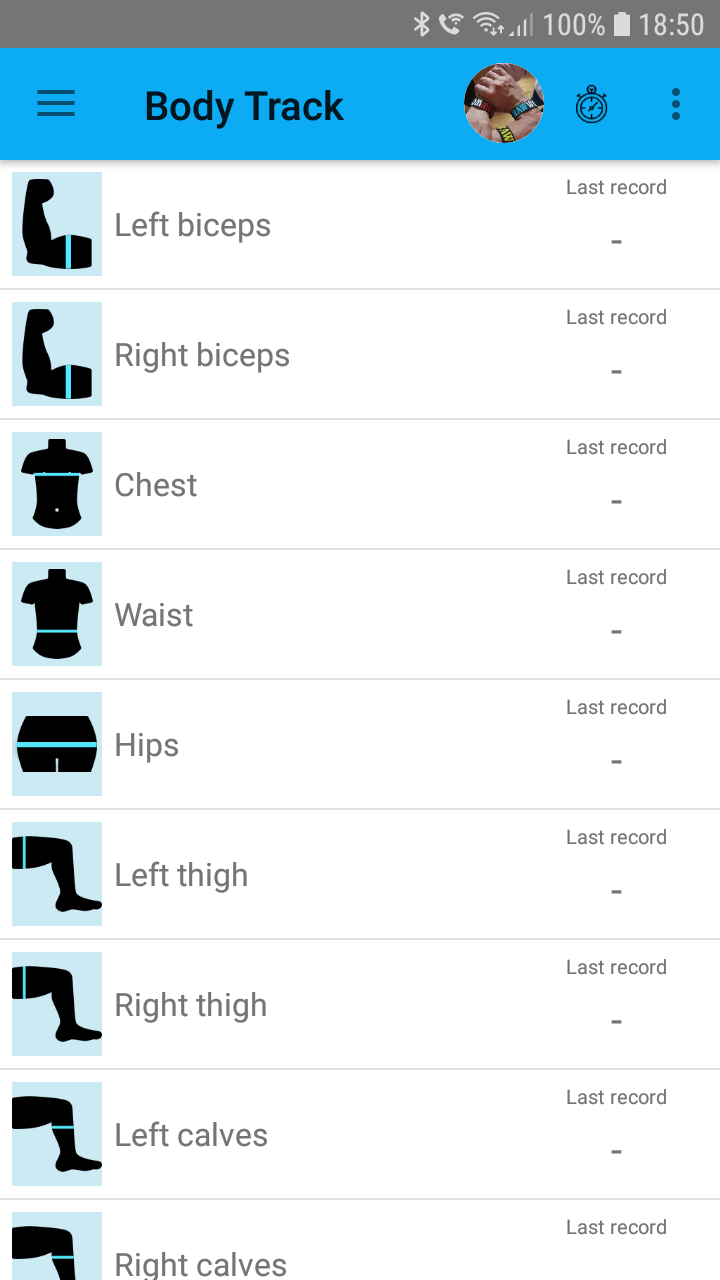 100% 18:50
Body Track
Last record
Left biceps
-
Last record
Right biceps
-
Last record
Chest
-
Last record
Waist
-
Last record
Hips
-
Last record
Left thigh
-
Last record
Right thigh
-
Last record
Left calves
-
Last record
Right calves